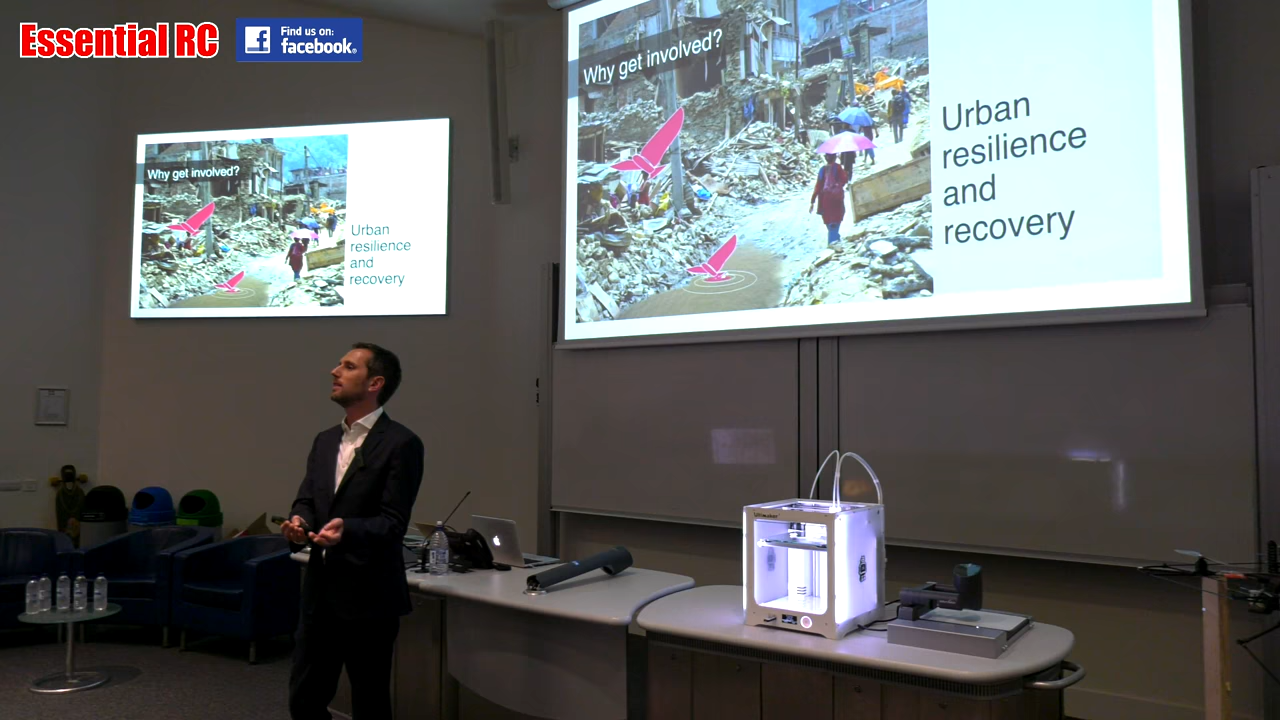 Essential RC
Find us on:
facebook®
Why get involved?
Urban
resilience
and
recovery
Why get involved?
Urban
resilience
and
recovery
Ultimaker